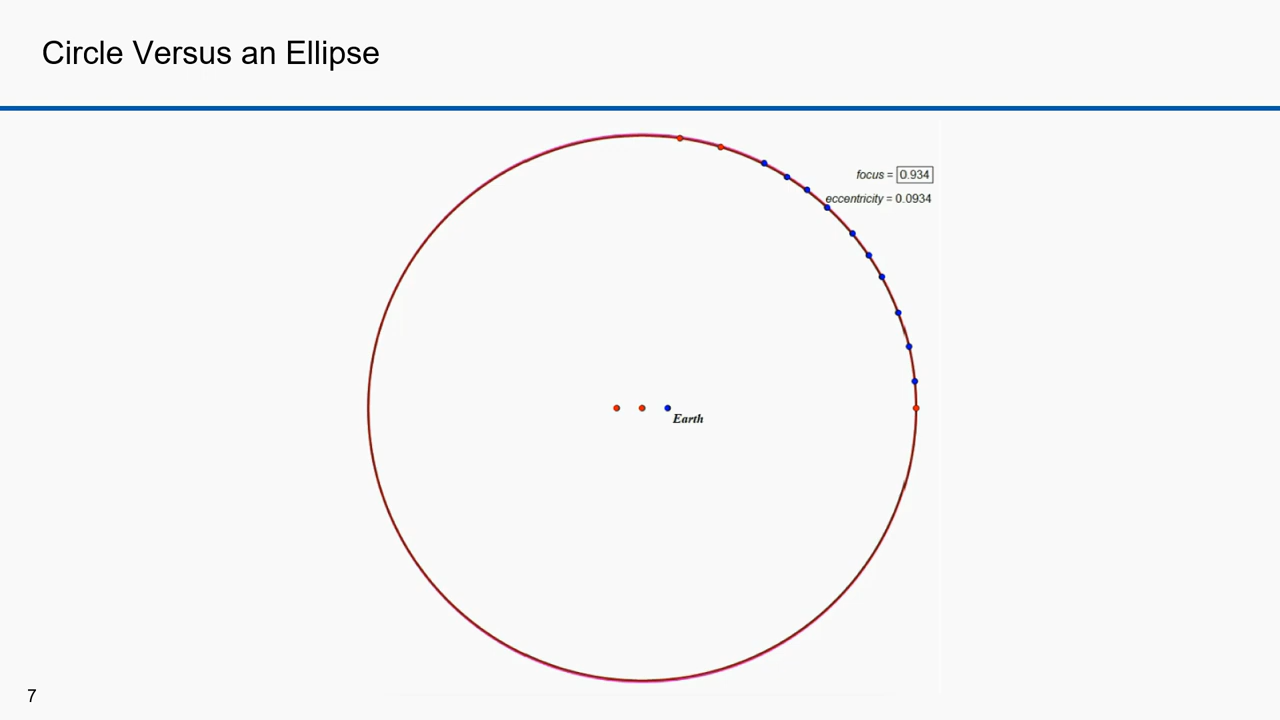 Circle Versus an Ellipse
focus = 0.934
eccentricity = 0.0934
Earth
7